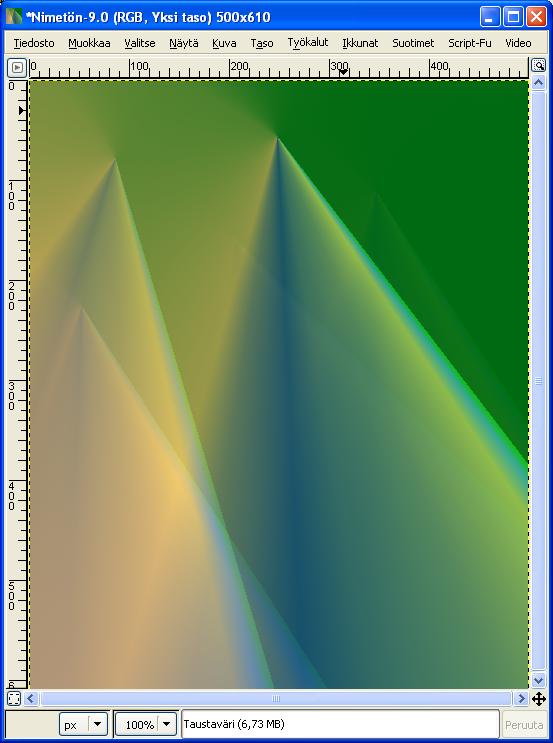 *Nimetön-9.0 (RGB, Yksi taso) 500x610
Tiedosto Muokkaa Valitse Näytä Kuva Taso Työkalut Ikkunat Suotimet Script-Fu Video
0 100 200 300 400
0
100
200
300
400
500
6
px 100% Taustaväri (6,73 MB) Peruuta